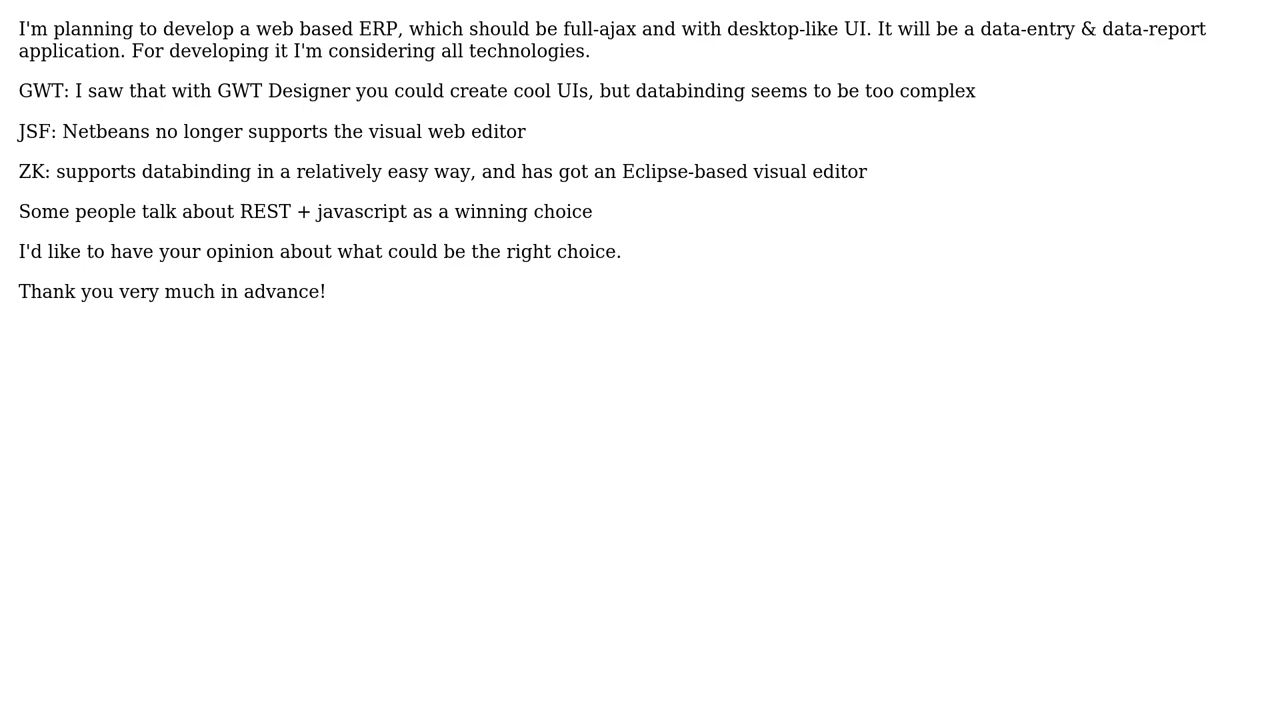 I'm planning to develop a web based ERP, which should be full-ajax and with desktop-like UI. It will be a data-entry & data-report
application. For developing it I'm considering all technologies.
GWT: I saw that with GWT Designer you could create cool UIs, but databinding seems to be too complex
JSF: Netbeans no longer supports the visual web editor
ZK: supports databinding in a relatively easy way, and has got an Eclipse-based visual editor
Some people talk about REST + javascript as a winning choice
I'd like to have your opinion about what could be the right choice.
Thank you very much in advance!